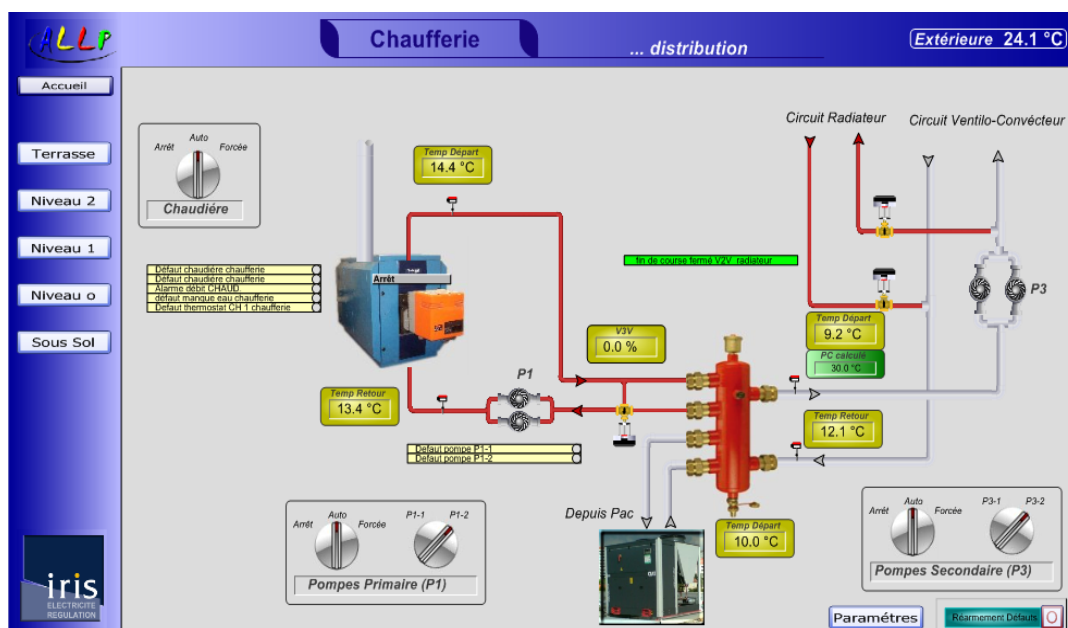 ALLP
Chaufferie
... distribution
Extérieure 24.1 °C
Accueil
Terrasse
Niveau 2
Niveau 1
Niveau o
Sous Sol
Arrêt
Auto
Forcée
Chaudiére
Temp Départ
14.4 °C
Circuit Radiateur
Circuit Ventilo-Convécteur
Défaut chaudière chaufferie
Défaut chaudière chaufferie
Alarme débit CHAUD.
défaut manque eau chaufferie
Defaut thermostat CH 1 chaufferie
Arrêt
fin de course fermé V2V radiateur
P3
V3V
0.0 %
Temp Départ
9.2 °C
PC calculé
30.0 °C
Temp Retour
13.4 °C
P1
Temp Retour
12.1 °C
Defaut pompe P1-1
Defaut pompe P1-2
Arrêt
Auto
Forcée
P1-1
P1-2
Pompes Primaire (P1)
Depuis Pac
Temp Départ
10.0 °C
Arrêt
Auto
Forcée
P3-1
P3-2
Pompes Secondaire (P3)
iris
ELECTRICITE
REGULATION
Paramétres
Réarmement Défauts